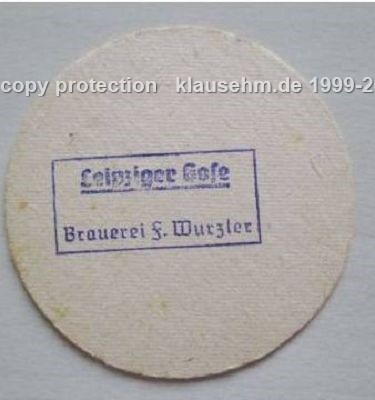 copy protection klausehm.de 1999-2
Leipziger Gose
Brauerei F. Wurzler